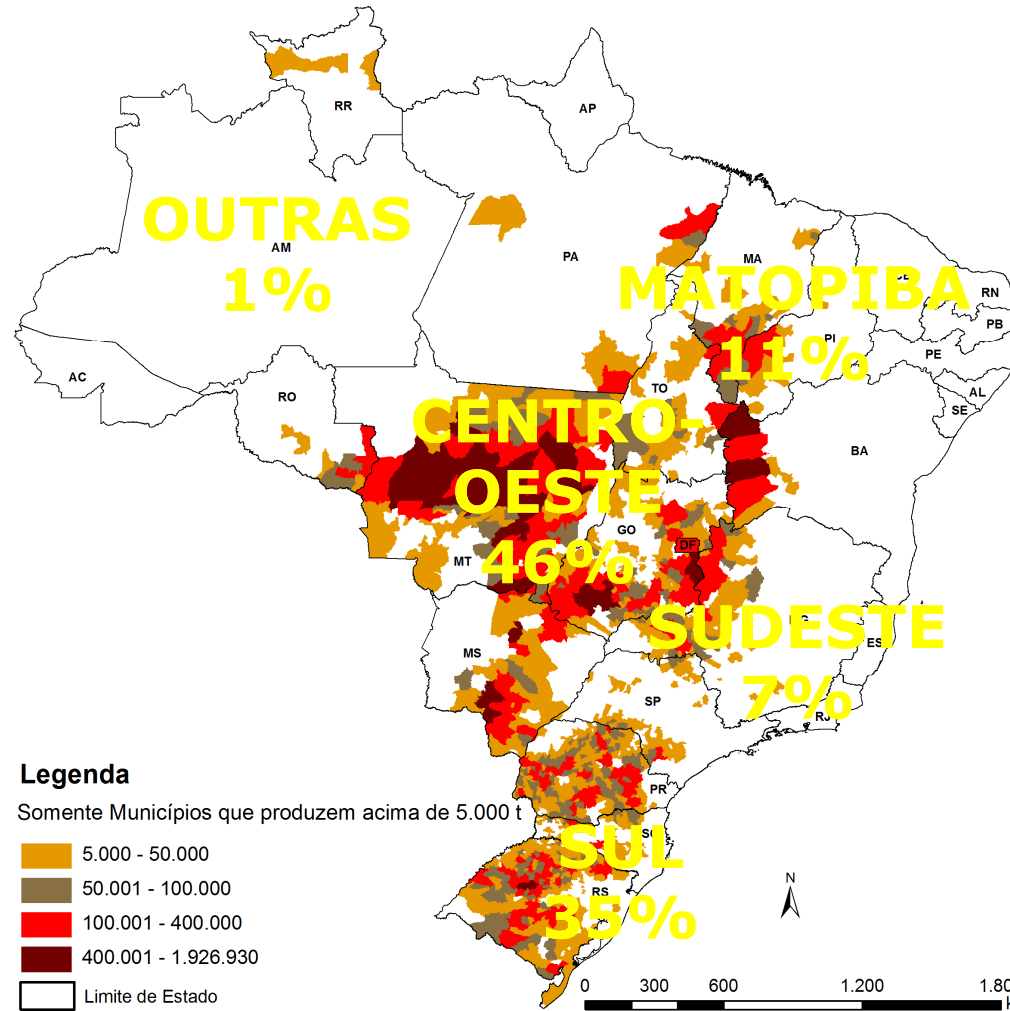 RR
AP
OUTRAS
1%
AM
PA
MA
MATOPIBA
11%
RN
PB
PI
PE
AL
SE
AC
RO
TO
BA
CENTRO-
OESTE
46%
GO
DF
MT
SUDESTE
7%
ES
MS
SP
RJ
PR
SUL
35%
SC
RS
Legenda
Somente Municípios que produzem acima de 5.000 t
5.000 - 50.000
50.001 - 100.000
100.001 - 400.000
400.001 - 1.926.930
Limite de Estado
N
0 300 600 1.200 1.80